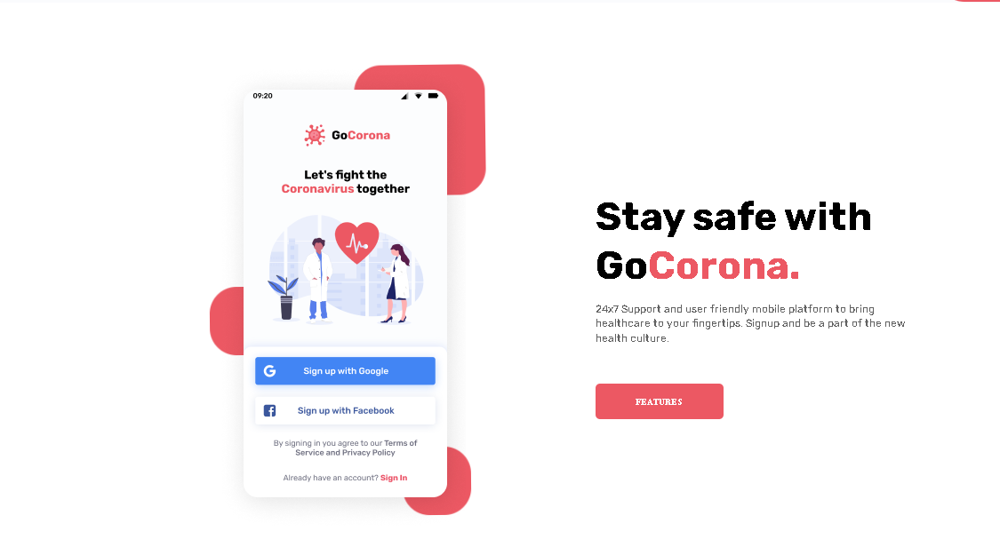 09:20
GoCorona
Let's fight the
Coronavirus together
Sign up with Google
Sign up with Facebook
By signing in you agree to our Terms of
Service and Privacy Policy
Already have an account? Sign In
Stay safe with
GoCorona.
24x7 Support and user friendly mobile platform to bring
healthcare to your fingertips. Signup and be a part of the new
health culture.
FEATURES